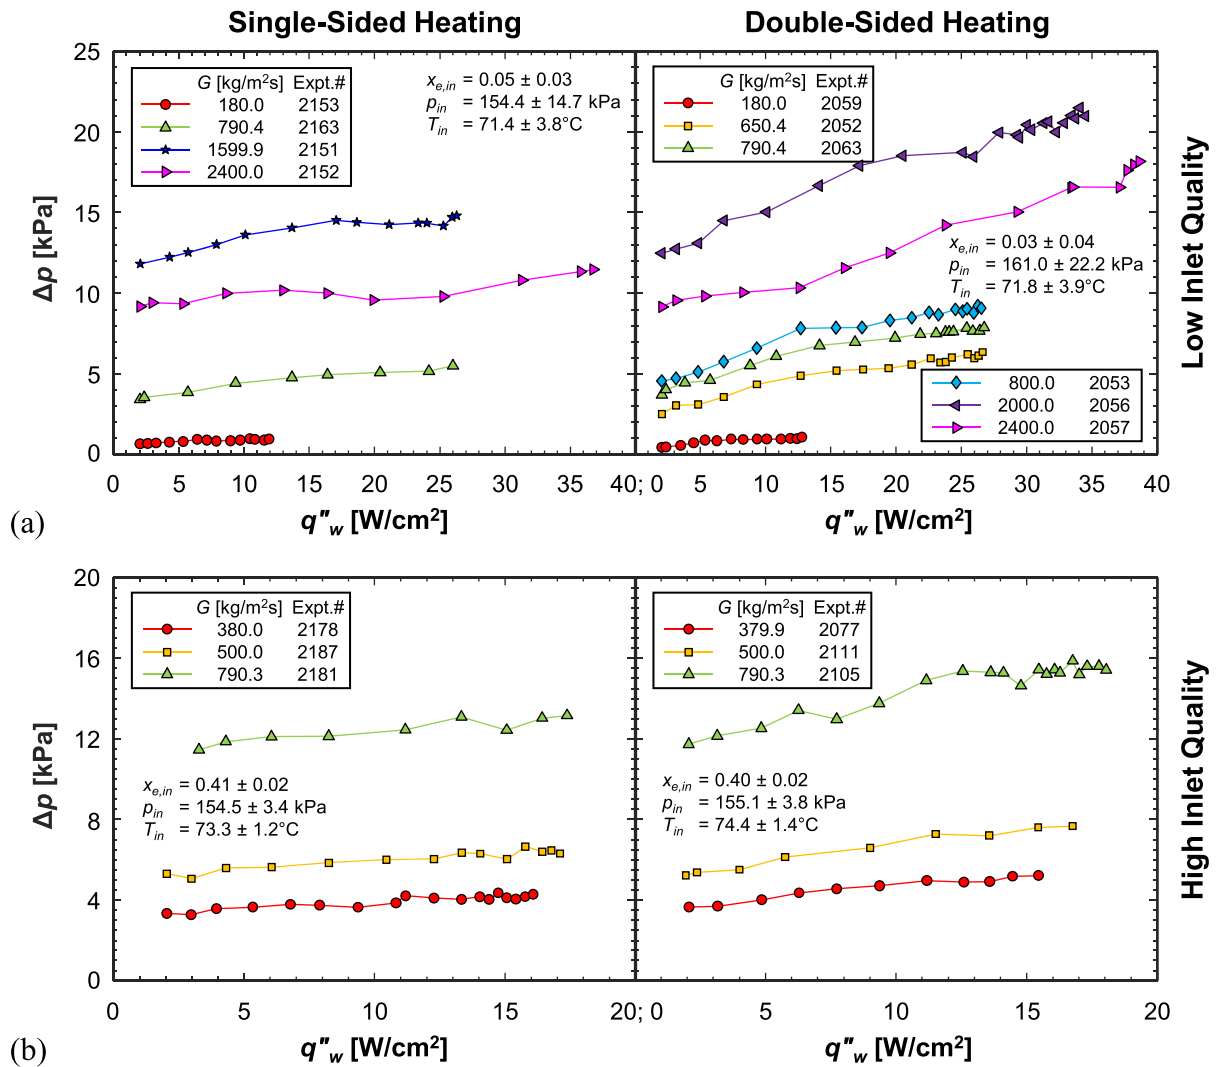 Single-Sided Heating
Double-Sided Heating
25
20
15
10
5
0
Δp [kPa]
G [kg/m²s] Expt.#
180.0 2153
790.4 2163
1599.9 2151
2400.0 2152
x_e,in = 0.05 ± 0.03
p_in = 154.4 ± 14.7 kPa
T_in = 71.4 ± 3.8°C
G [kg/m²s] Expt.#
180.0 2059
650.4 2052
790.4 2063
x_e,in = 0.03 ± 0.04
p_in = 161.0 ± 22.2 kPa
T_in = 71.8 ± 3.9°C
800.0 2053
2000.0 2056
2400.0 2057
Low Inlet Quality
0 5 10 15 20 25 30 35 40; 0 5 10 15 20 25 30 35 40
(a)
q″_w [W/cm²]
q″_w [W/cm²]
20
16
12
8
4
0
Δp [kPa]
G [kg/m²s] Expt.#
380.0 2178
500.0 2187
790.3 2181
x_e,in = 0.41 ± 0.02
p_in = 154.5 ± 3.4 kPa
T_in = 73.3 ± 1.2°C
G [kg/m²s] Expt.#
379.9 2077
500.0 2111
790.3 2105
x_e,in = 0.40 ± 0.02
p_in = 155.1 ± 3.8 kPa
T_in = 74.4 ± 1.4°C
High Inlet Quality
0 5 10 15 20; 0 5 10 15 20
(b)
q″_w [W/cm²]
q″_w [W/cm²]